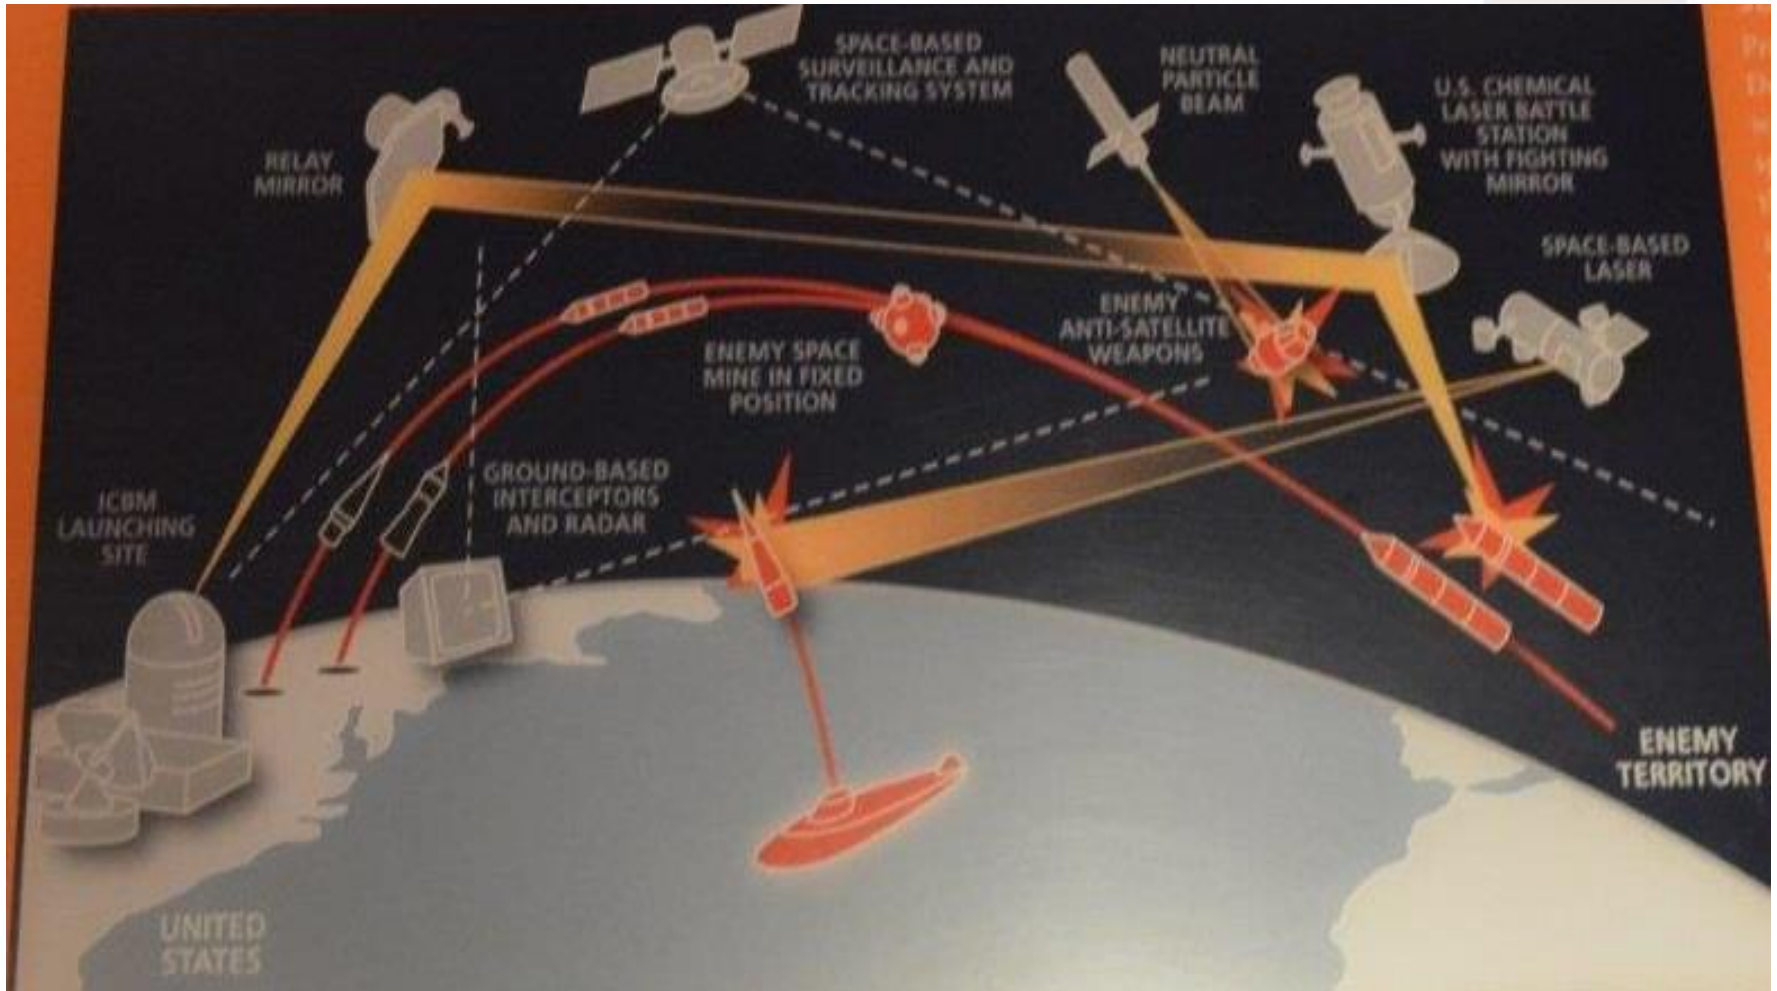 SPACE-BASED
SURVEILLANCE AND
TRACKING SYSTEM
NEUTRAL
PARTICLE
BEAM
U.S. CHEMICAL
LASER BATTLE
STATION
WITH FIGHTING
MIRROR
RELAY
MIRROR
SPACE-BASED
LASER
ENEMY
ANTI-SATELLITE
WEAPONS
ENEMY SPACE
MINE IN FIXED
POSITION
GROUND-BASED
INTERCEPTORS
AND RADAR
ICBM
LAUNCHING
SITE
ENEMY
TERRITORY
UNITED
STATES